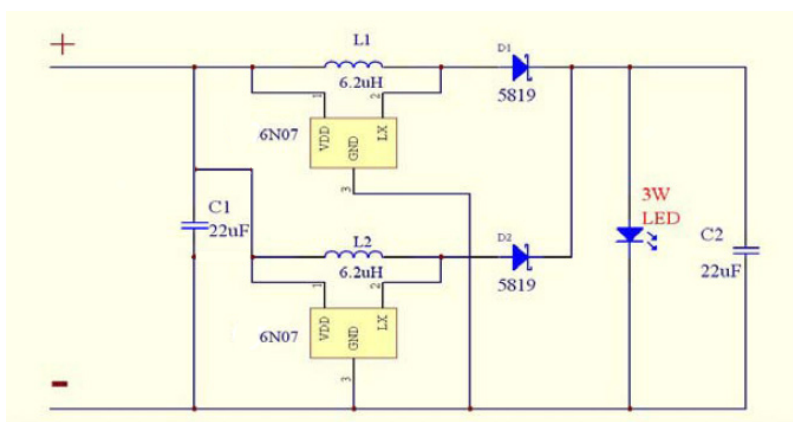 +
L1
D1
6.2uH
5819
1
2
6N07
VDD
GND
LX
3
3W
LED
C1
22uF
L2
D2
C2
6.2uH
5819
22uF
1
2
6N07
VDD
GND
LX
3
-